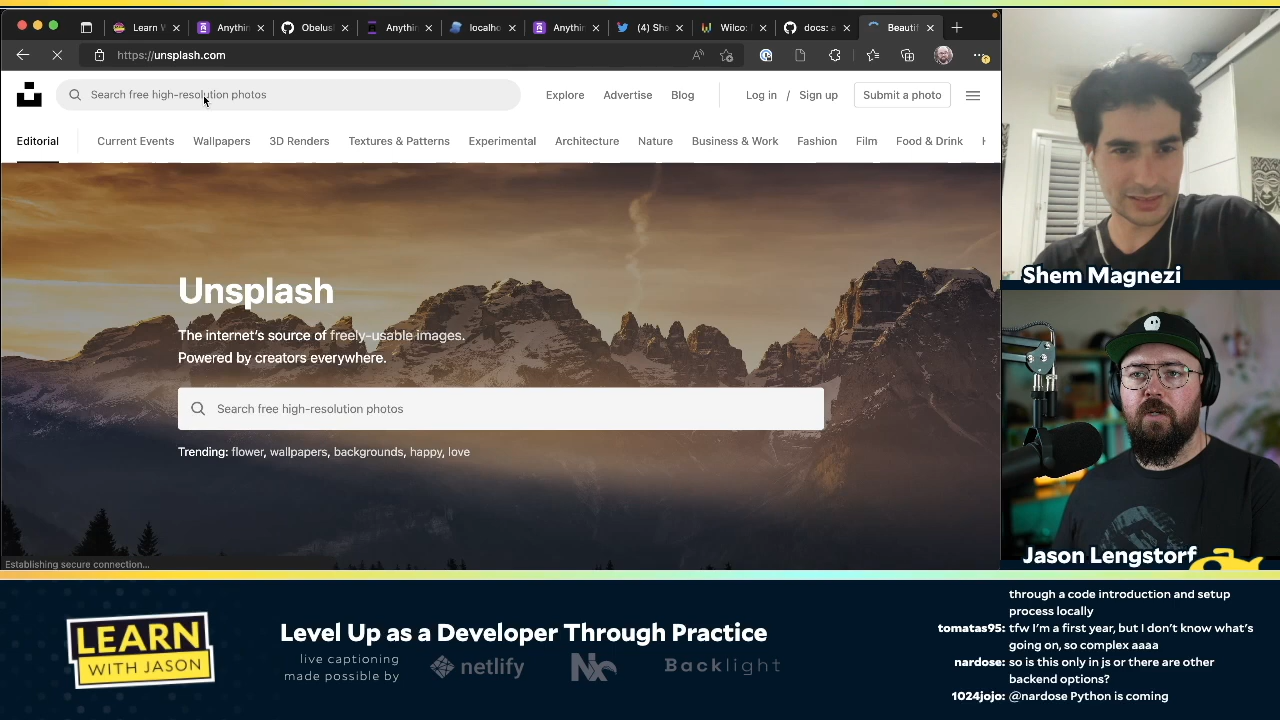 Learn W
Anythin
Obelus
Anythin
localho
Anythin
(4) She
Wilco:
docs: a
Beautif
https://unsplash.com
Search free high-resolution photos
Explore
Advertise
Blog
Log in / Sign up
Submit a photo
Editorial
Current Events
Wallpapers
3D Renders
Textures & Patterns
Experimental
Architecture
Nature
Business & Work
Fashion
Film
Food & Drink
Unsplash
The internet's source of freely-usable images.
Powered by creators everywhere.
Search free high-resolution photos
Trending: flower, wallpapers, backgrounds, happy, love
Establishing secure connection...
Shem Magnezi
Jason Lengstorf
LEARN
WITH JASON
Level Up as a Developer Through Practice
live captioning
made possible by
netlify
Nx
Backlight
through a code introduction and setup
process locally
tomatas95: tfw I'm a first year, but I don't know what's
going on, so complex aaaa
nardose: so is this only in js or there are other
backend options?
1024jojo: @nardose Python is coming